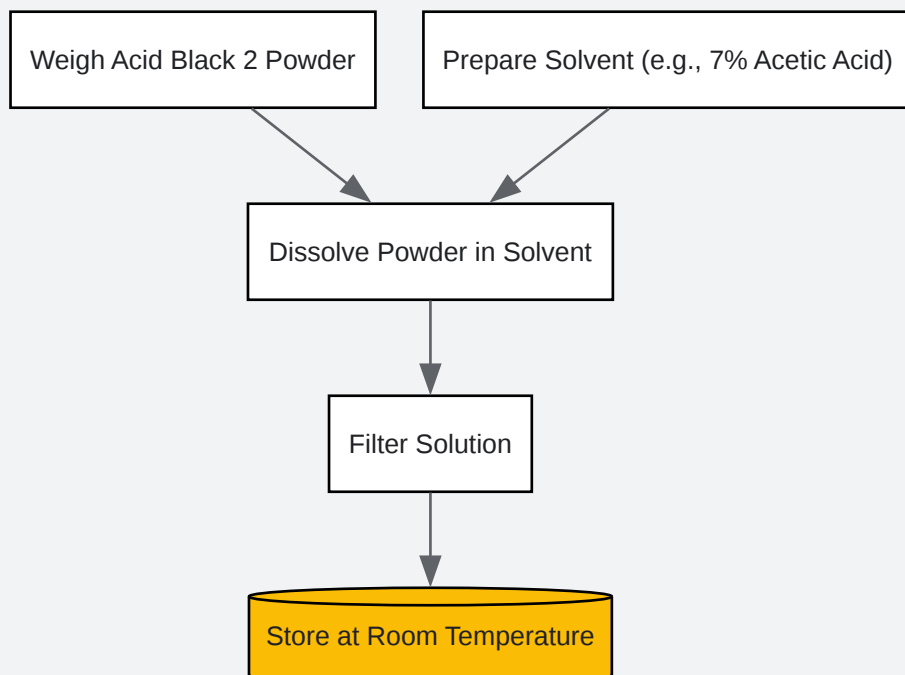 Weigh Acid Black 2 Powder
Prepare Solvent (e.g., 7% Acetic Acid)
Dissolve Powder in Solvent
Filter Solution
Store at Room Temperature